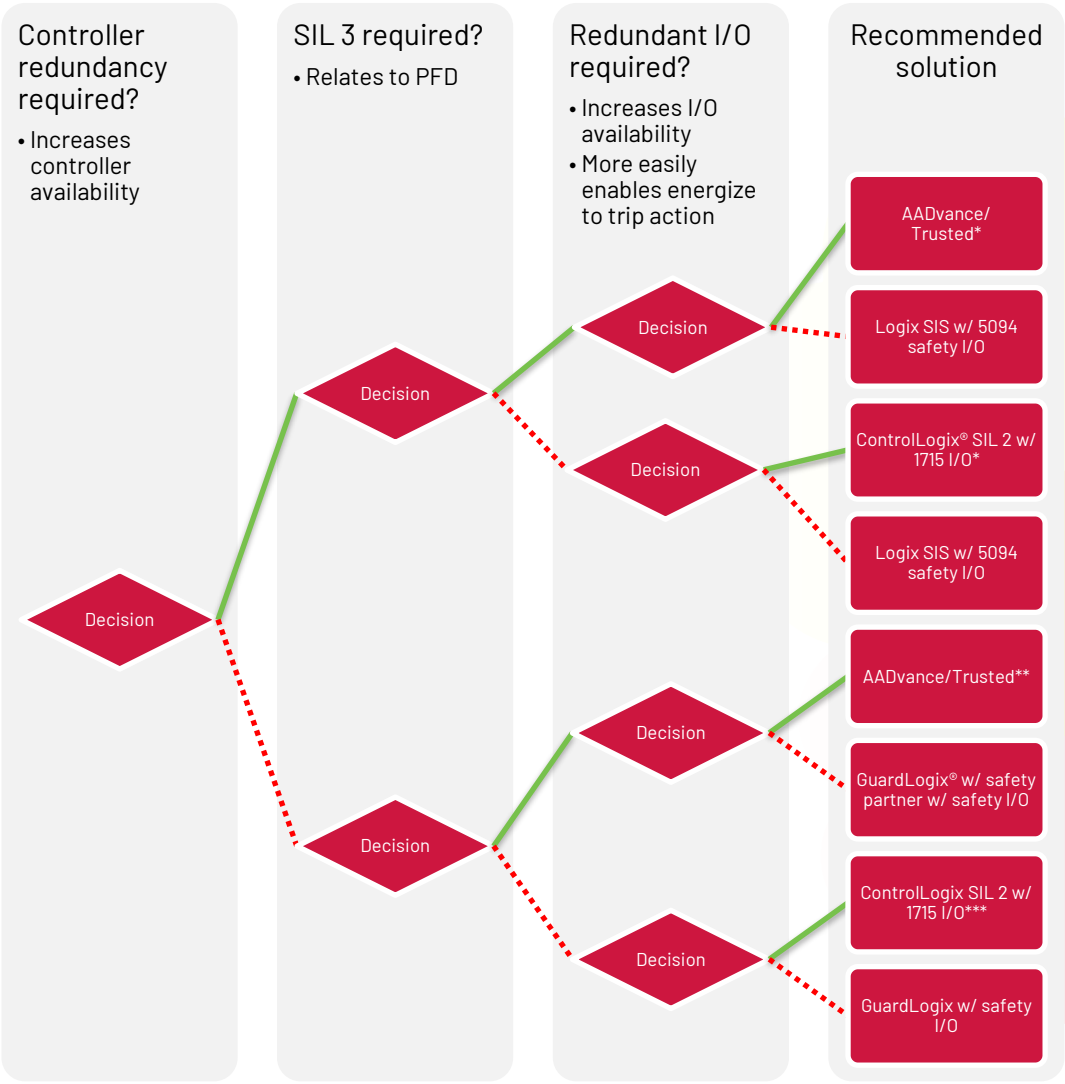 Controller
redundancy
required?
• Increases
controller
availability
SIL 3 required?
• Relates to PFD
Redundant I/O
required?
• Increases I/O
availability
• More easily
enables energize
to trip action
Recommended
solution
Decision
Decision
Decision
Decision
Decision
Decision
Decision
AADvance/
Trusted*
Logix SIS w/ 5094
safety I/O
ControlLogix® SIL 2 w/
1715 I/O*
Logix SIS w/ 5094
safety I/O
AADvance/Trusted**
GuardLogix® w/ safety
partner w/ safety I/O
ControlLogix SIL 2 w/
1715 I/O***
GuardLogix w/ safety
I/O